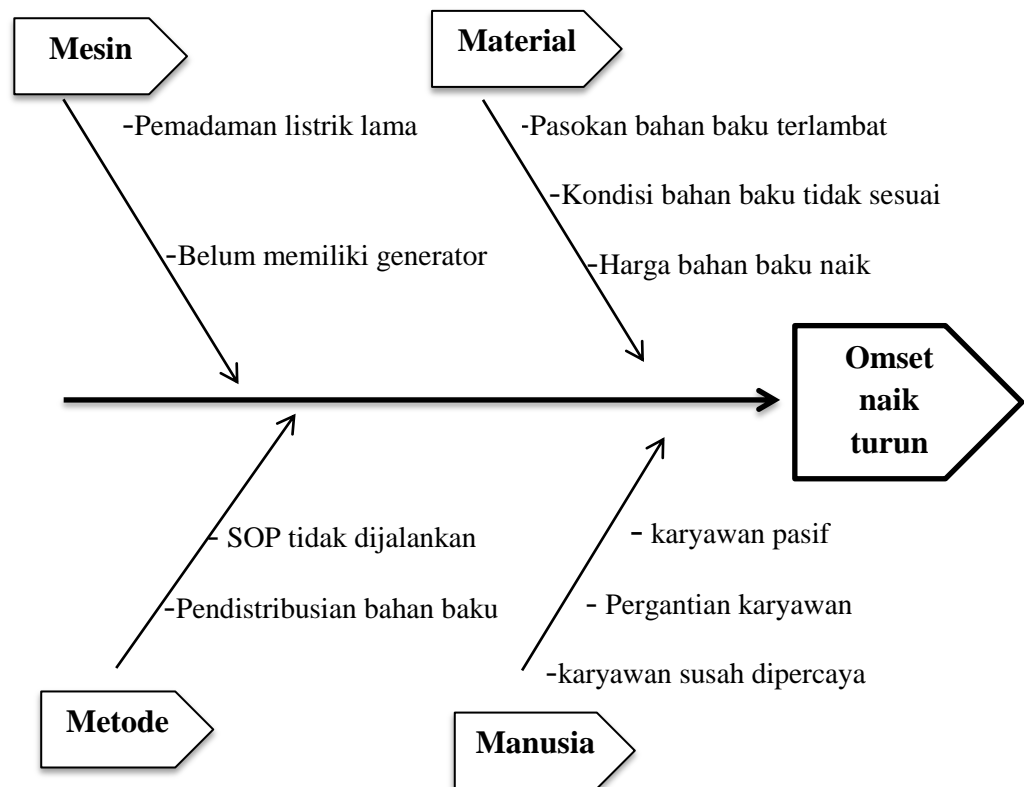 Mesin
Material
-Pemadaman listrik lama
-Pasokan bahan baku terlambat
-Kondisi bahan baku tidak sesuai
-Belum memiliki generator
-Harga bahan baku naik
Omset
naik
turun
- SOP tidak dijalankan
- karyawan pasif
-Pendistribusian bahan baku
- Pergantian karyawan
-karyawan susah dipercaya
Metode
Manusia